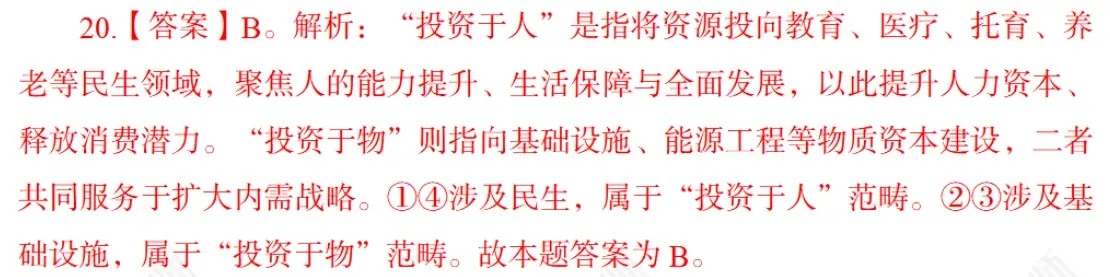 20.【答案】B。解析：“投资于人”是指将资源投向教育、医疗、托育、养
老等民生领域，聚焦人的能力提升、生活保障与全面发展，以此提升人力资本、
释放消费潜力。“投资于物”则指向基础设施、能源工程等物质资本建设，二者
共同服务于扩大内需战略。①④涉及民生，属于“投资于人”范畴。②③涉及基
础设施，属于“投资于物”范畴。故本题答案为 B。